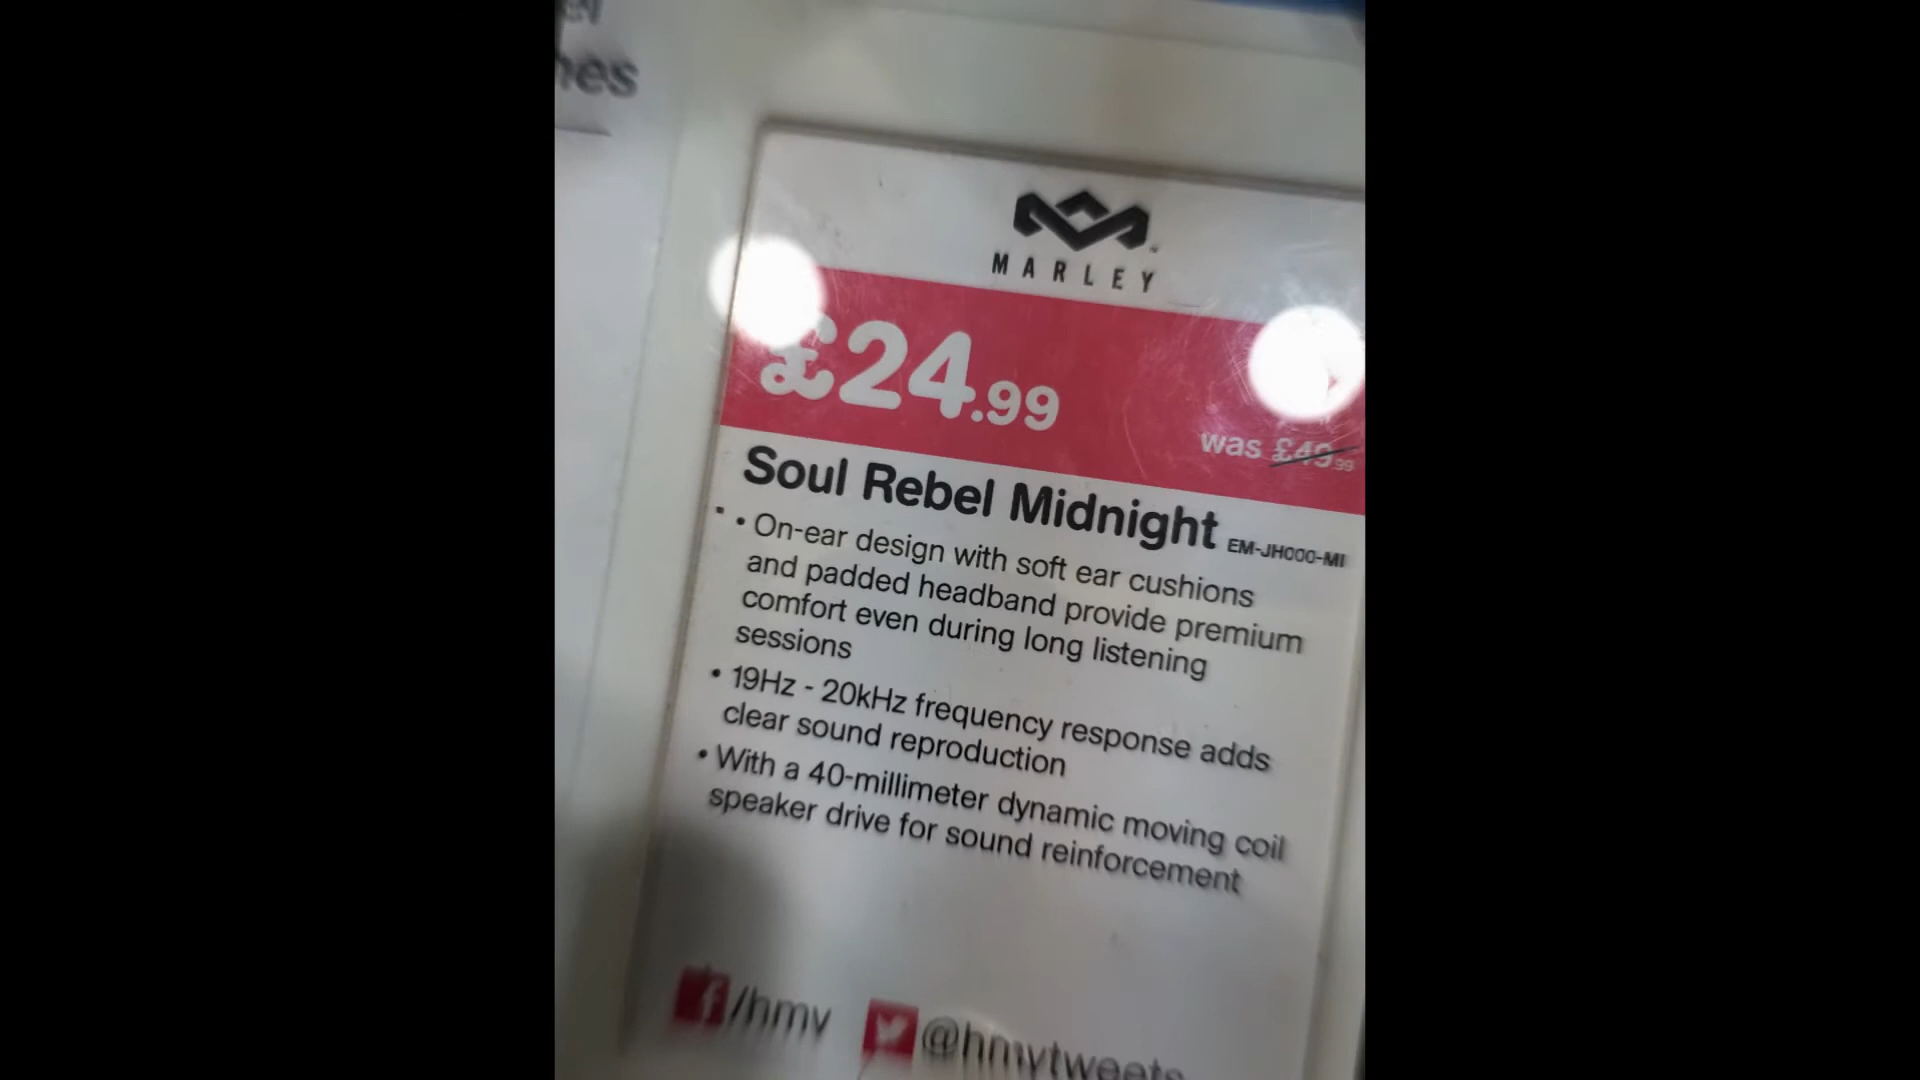 MARLEY
£24.99
was £49.99
Soul Rebel Midnight EM-JH000-MI
• On-ear design with soft ear cushions
and padded headband provide premium
comfort even during long listening
sessions
• 19Hz - 20kHz frequency response adds
clear sound reproduction
• With a 40-millimeter dynamic moving coil
speaker drive for sound reinforcement
/hmv @hmvtweets